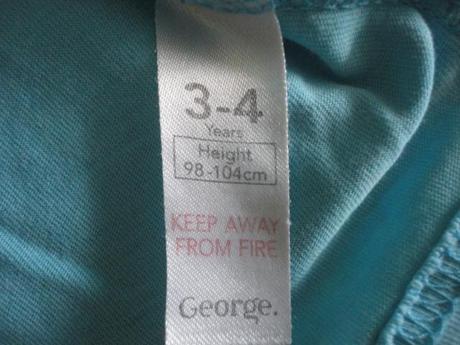 3-4
Years
Height
98-104cm
KEEP AWAY
FROM FIRE
George.